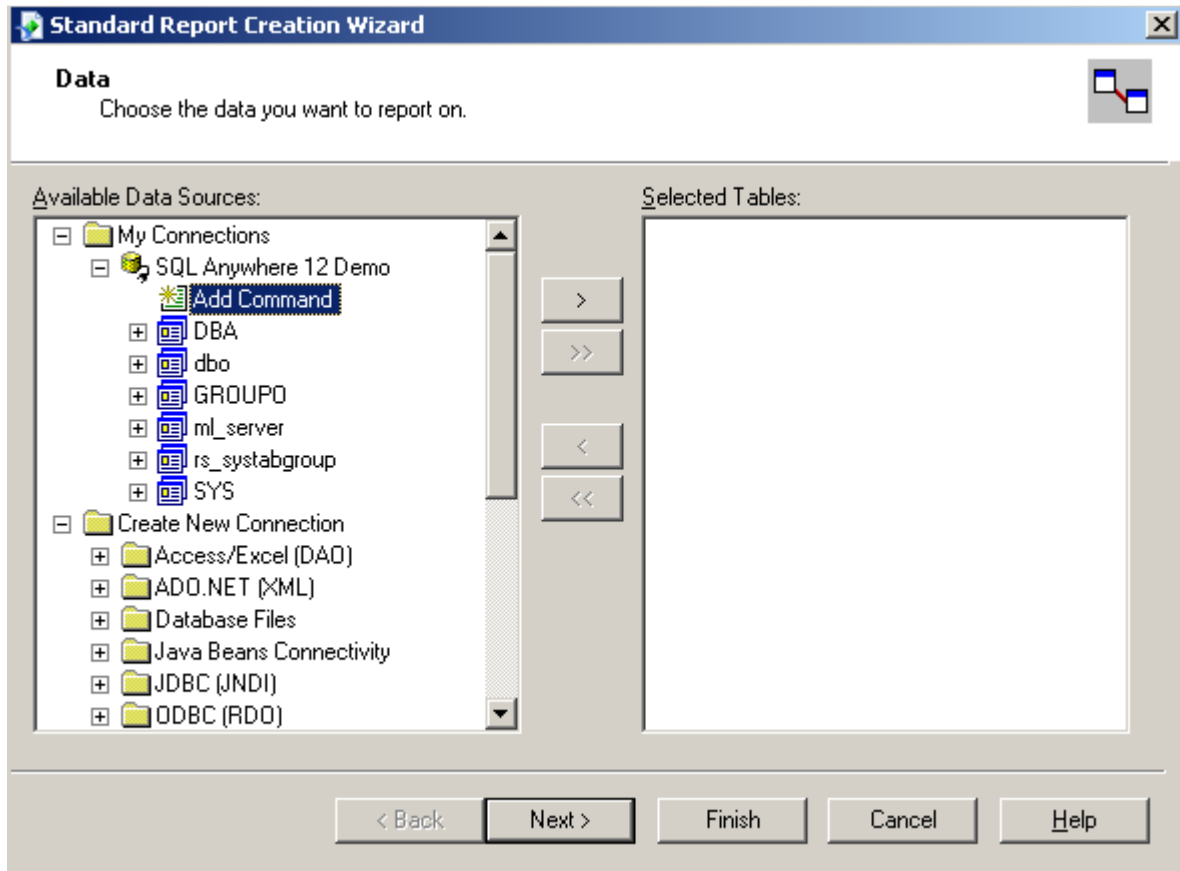 Standard Report Creation Wizard
Data
Choose the data you want to report on.
Available Data Sources:
My Connections
SQL Anywhere 12 Demo
Add Command
DBA
dbo
GROUPO
ml_server
rs_systabgroup
SYS
Create New Connection
Access/Excel (DAO)
ADO.NET (XML)
Database Files
Java Beans Connectivity
JDBC (JNDI)
ODBC (RDO)
>
>>
<
<<
Selected Tables:
< Back
Next >
Finish
Cancel
Help